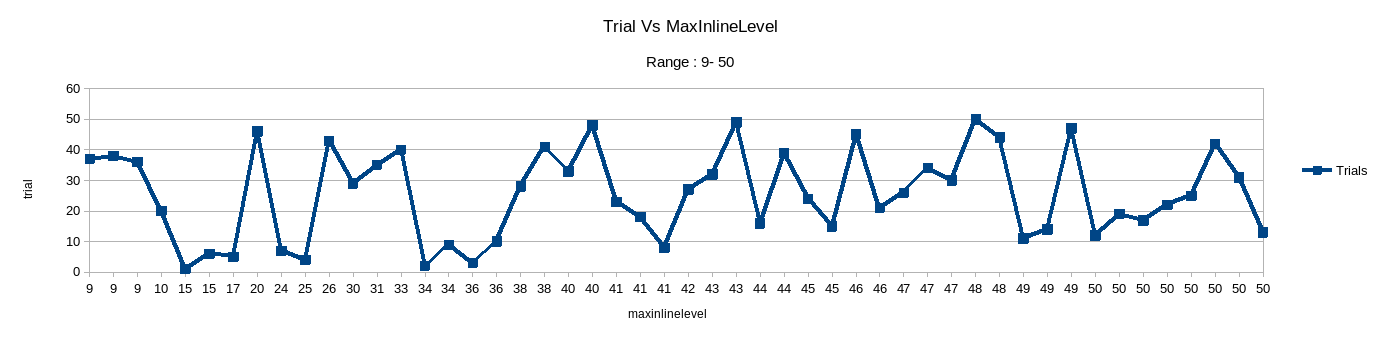 Trial Vs MaxInlineLevel
Range : 9- 50
60
50
40
30
20
10
0
trial
9 9 9 10 15 15 17 20 24 25 26 30 31 33 34 34 36 36 38 38 40 40 41 41 41 42 43 43 44 44 45 45 46 46 47 47 47 48 48 49 49 49 50 50 50 50 50 50 50 50
maxinlinelevel
Trials